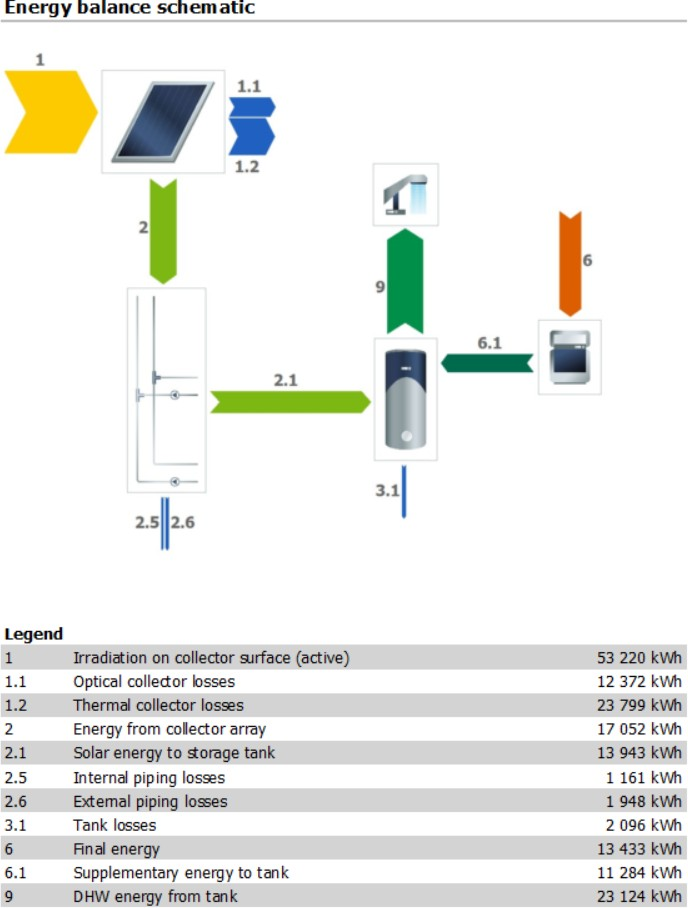 Energy balance schematic
1
1.1
1.2
2
9
6
6.1
2.1
3.1
2.5 2.6
Legend
1 Irradiation on collector surface (active) 53 220 kWh
1.1 Optical collector losses 12 372 kWh
1.2 Thermal collector losses 23 799 kWh
2 Energy from collector array 17 052 kWh
2.1 Solar energy to storage tank 13 943 kWh
2.5 Internal piping losses 1 161 kWh
2.6 External piping losses 1 948 kWh
3.1 Tank losses 2 096 kWh
6 Final energy 13 433 kWh
6.1 Supplementary energy to tank 11 284 kWh
9 DHW energy from tank 23 124 kWh